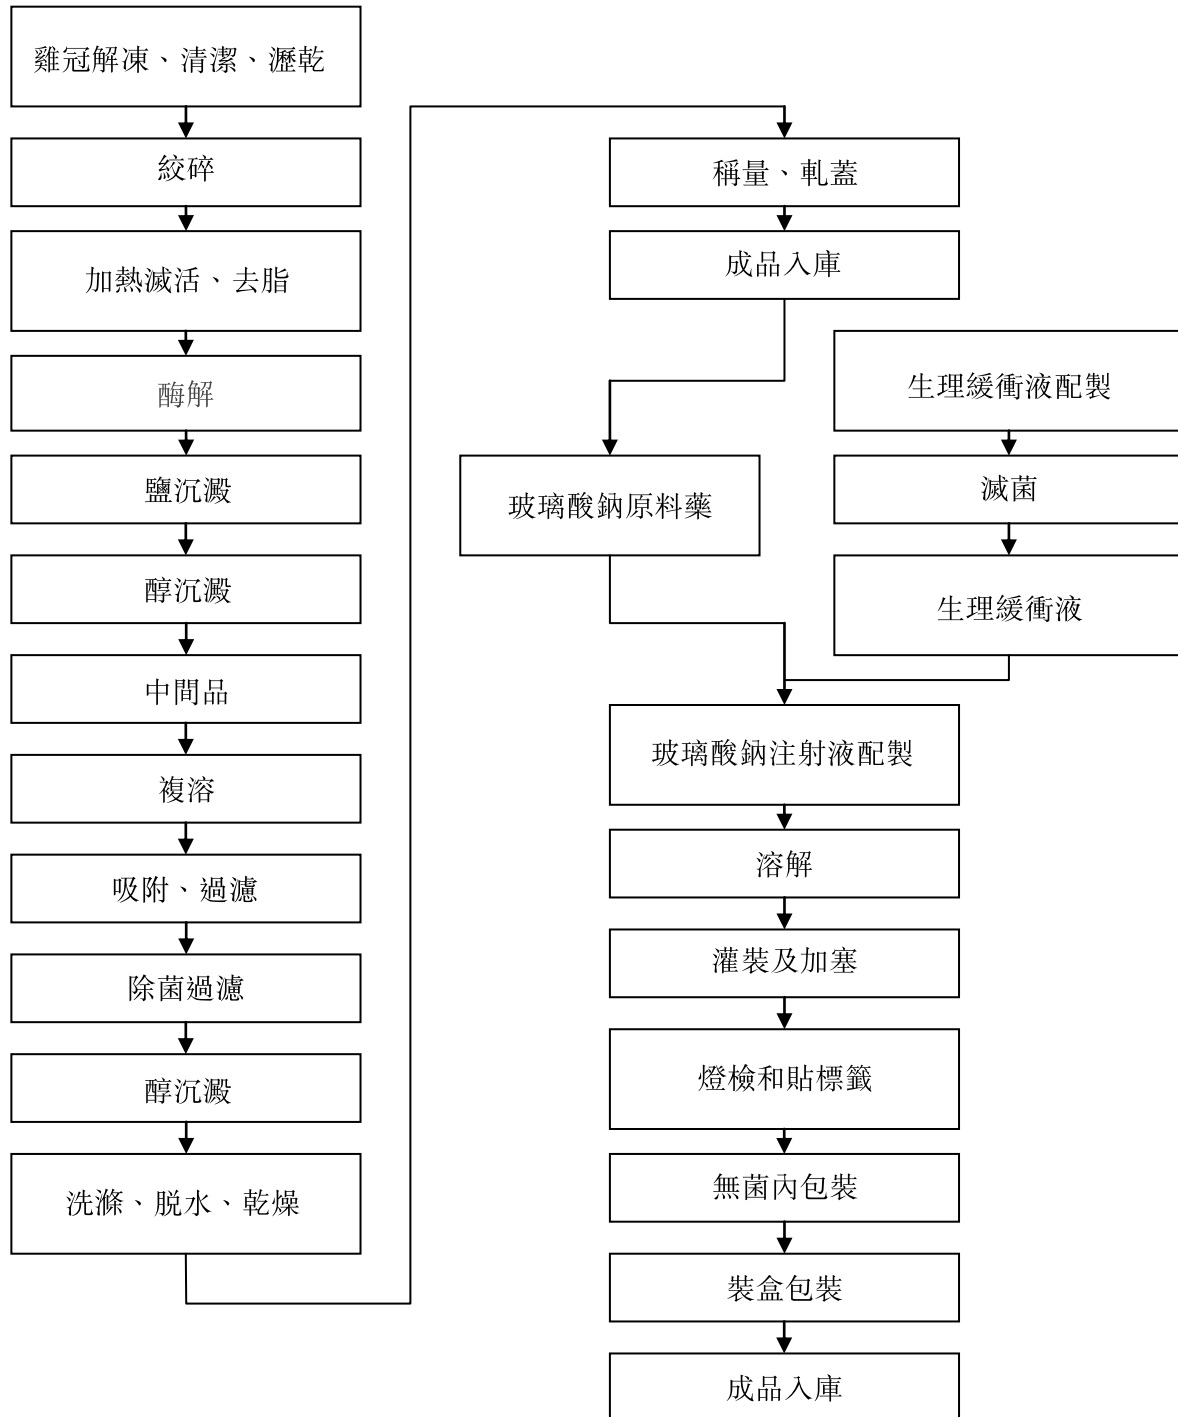 雞冠解凍、清潔、瀝乾
絞碎
加熱滅活、去脂
酶解
鹽沉澱
醇沉澱
中間品
複溶
吸附、過濾
除菌過濾
醇沉澱
洗滌、脱水、乾燥
稱量、軋蓋
成品入庫
玻璃酸鈉原料藥
生理緩衝液配製
滅菌
生理緩衝液
玻璃酸鈉注射液配製
溶解
灌裝及加塞
燈檢和貼標籤
無菌內包裝
裝盒包裝
成品入庫